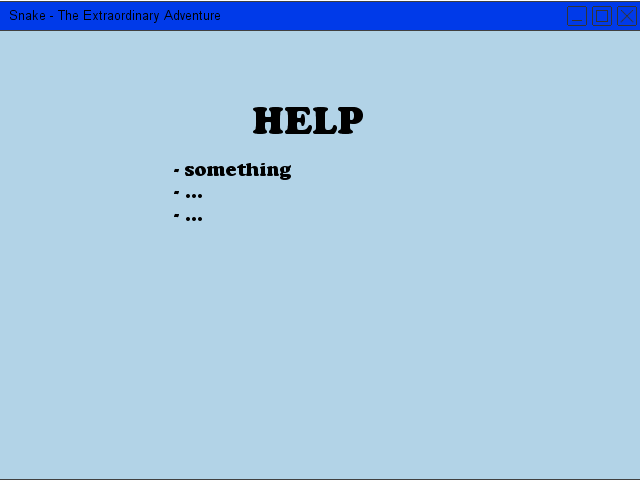 Snake - The Extraordinary Adventure
HELP
- something
- ...
- ...